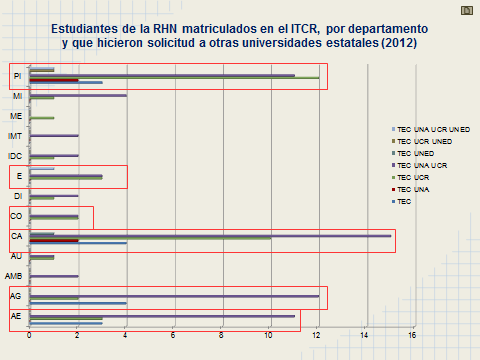 Estudiantes de la RHN matriculados en el ITCR, por departamento
y que hicieron solicitud a otras universidades estatales (2012)
PI
MI
ME
IMT
IDC
E
DI
CO
CA
AU
AMB
AG
AE
0 2 4 6 8 10 12 14 16
TEC UNA UCR UNED
TEC UCR UNED
TEC UNED
TEC UNA UCR
TEC UCR
TEC UNA
TEC